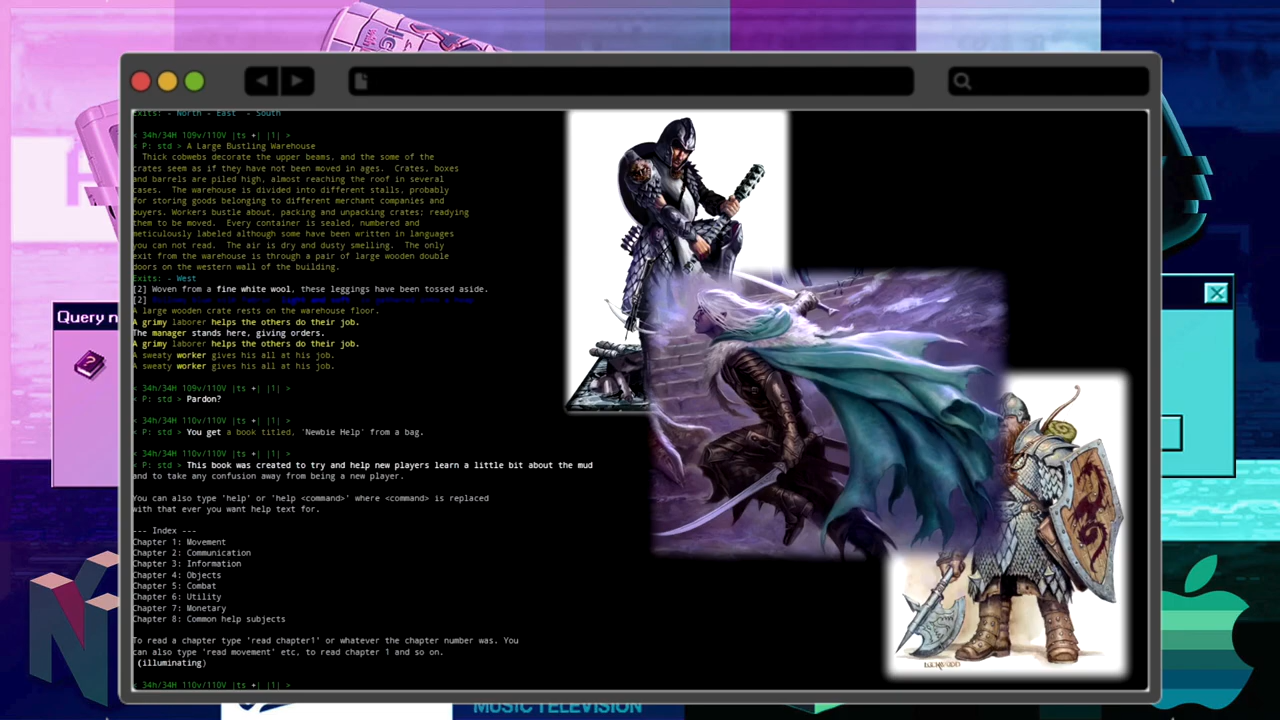 Exits: - North - East  - South
< 34h/34H 109v/110V |ts +| |1| >
< P: std > A Large Bustling Warehouse
Thick cobwebs decorate the upper beams, and the some of the
crates seem as if they have not been moved in ages.  Crates, boxes
and barrels are piled high, almost reaching the roof in several
cases.  The warehouse is divided into different stalls, probably
for storing goods belonging to different merchant companies and
buyers. Workers bustle about, packing and unpacking crates; readying
them to be moved.  Every container is sealed, numbered and
meticulously labeled although some have been written in languages
you can not read.  The air is dry and dusty smelling.  The only
exit from the warehouse is through a pair of large wooden double
doors on the western wall of the building.
Exits: - West
[2] Woven from a fine white wool, these leggings have been tossed aside.
[2]
A large wooden crate rests on the warehouse floor.
A grimy laborer helps the others do their job.
The manager stands here, giving orders.
A grimy laborer helps the others do their job.
A sweaty worker gives his all at his job.
A sweaty worker gives his all at his job.
< 34h/34H 109v/110V |ts +| |1| >
< P: std > Pardon?
< 34h/34H 110v/110V |ts +| |1| >
< P: std > You get a book titled, 'Newbie Help' from a bag.
< 34h/34H 110v/110V |ts +| |1| >
< P: std > This book was created to try and help new players learn a little bit about the mud
and to take any confusion away from being a new player.
You can also type 'help' or 'help <command>' where <command> is replaced
with that ever you want help text for.
--- Index ---
Chapter 1: Movement
Chapter 2: Communication
Chapter 3: Information
Chapter 4: Objects
Chapter 5: Combat
Chapter 6: Utility
Chapter 7: Monetary
Chapter 8: Common help subjects
To read a chapter type 'read chapter1' or whatever the chapter number was. You
can also type 'read movement' etc, to read chapter 1 and so on.
(illuminating)
< 34h/34H 110v/110V |ts +| |1| >
Query n
LOCKWOOD
MUSIC TELEVISION